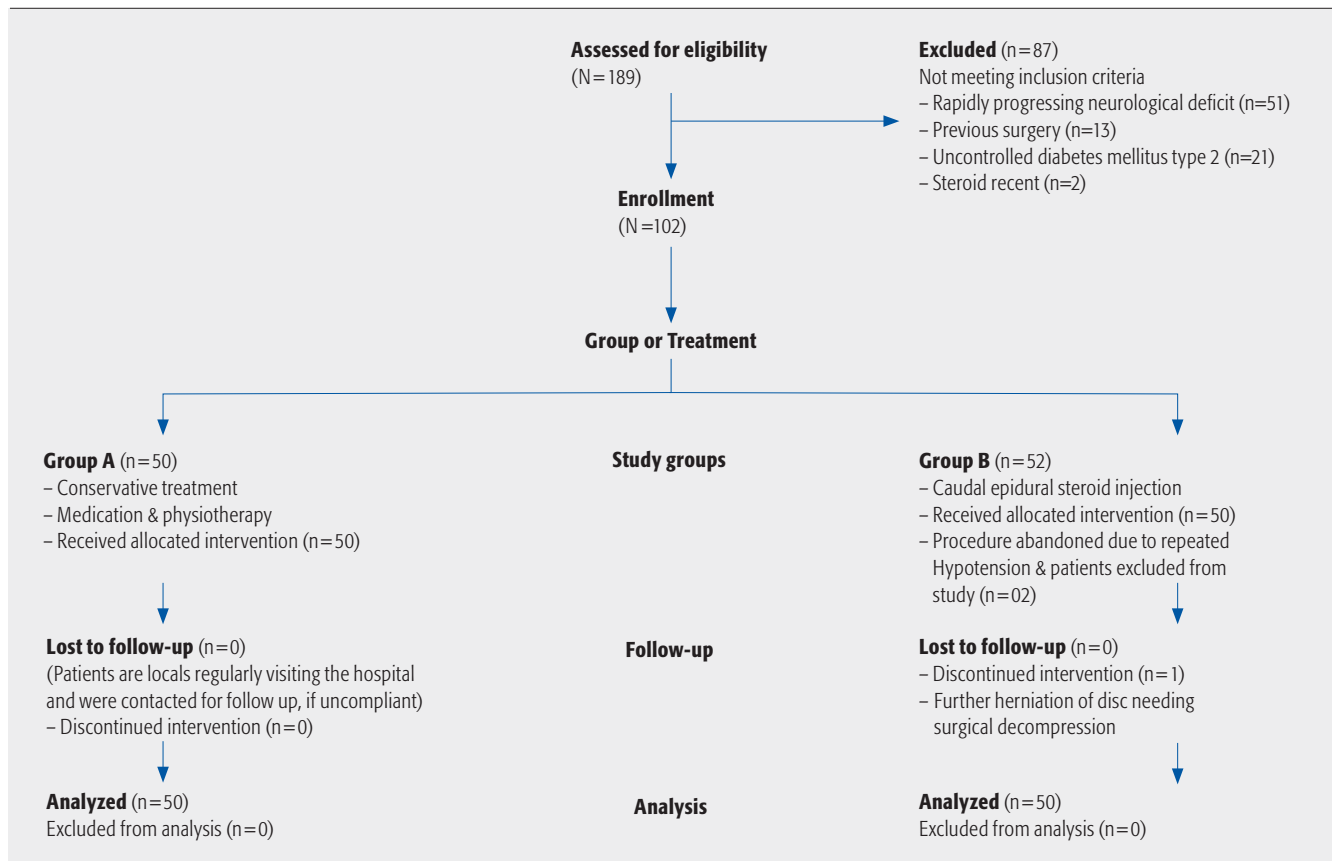 Assessed for eligibility
(N=189)
Excluded (n=87)
Not meeting inclusion criteria
– Rapidly progressing neurological deficit (n=51)
– Previous surgery (n=13)
– Uncontrolled diabetes mellitus type 2 (n=21)
– Steroid recent (n=2)
Enrollment
(N=102)
Group or Treatment
Group A (n=50)
– Conservative treatment
– Medication & physiotherapy
– Received allocated intervention (n=50)
Study groups
Group B (n=52)
– Caudal epidural steroid injection
– Received allocated intervention (n=50)
– Procedure abandoned due to repeated
Hypotension & patients excluded from
study (n=02)
Lost to follow-up (n=0)
(Patients are locals regularly visiting the hospital
and were contacted for follow up, if uncompliant)
– Discontinued intervention (n=0)
Follow-up
Lost to follow-up (n=0)
– Discontinued intervention (n=1)
– Further herniation of disc needing
surgical decompression
Analyzed (n=50)
Excluded from analysis (n=0)
Analysis
Analyzed (n=50)
Excluded from analysis (n=0)